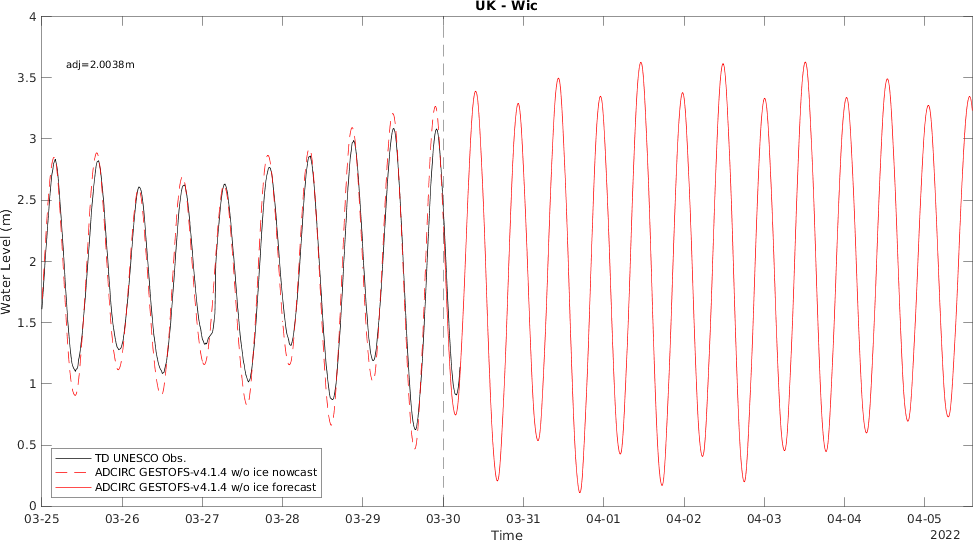 UK - Wic
4
adj=2.0038m
3.5
3
2.5
2
1.5
1
0.5
0
Water Level (m)
TD UNESCO Obs.
ADCIRC GESTOFS-v4.1.4 w/o ice nowcast
ADCIRC GESTOFS-v4.1.4 w/o ice forecast
03-25 03-26 03-27 03-28 03-29 03-30 03-31 04-01 04-02 04-03 04-04 04-05
Time
2022